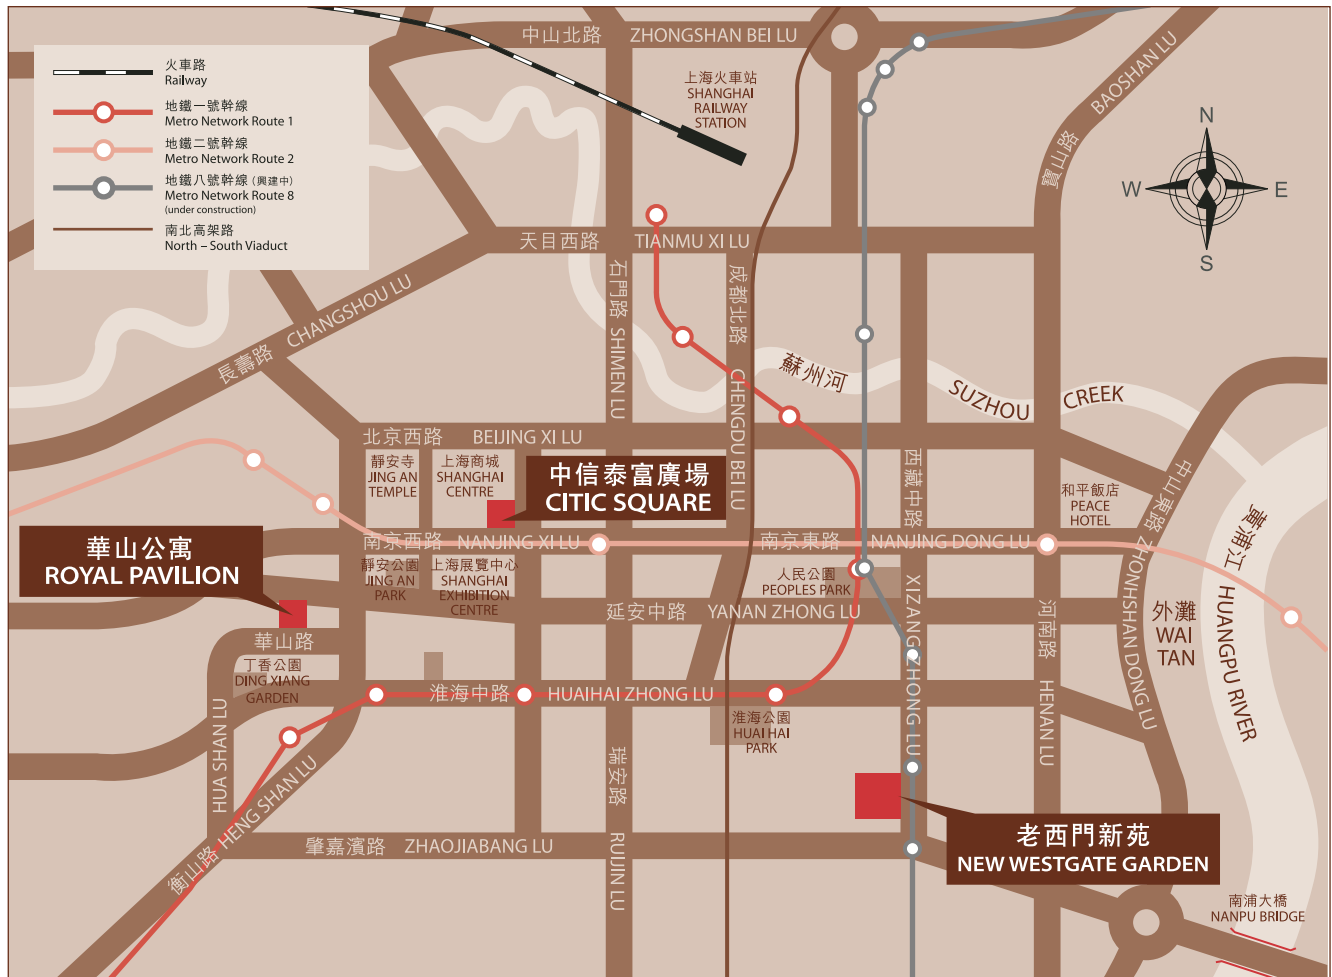 火車路
Railway
地鐵一號幹線
Metro Network Route 1
地鐵二號幹線
Metro Network Route 2
地鐵八號幹線 (興建中)
Metro Network Route 8
(under construction)
南北高架路
North – South Viaduct
中山北路 ZHONGSHAN BEI LU
上海火車站
SHANGHAI
RAILWAY
STATION
寶山路 BAOSHAN LU
N
W
E
S
天目西路 TIANMU XI LU
石門路 SHIMEN LU
成都北路 CHENGDU BEI LU
長壽路 CHANGSHOU LU
蘇州河 SUZHOU CREEK
北京西路 BEIJING XI LU
靜安寺
JING AN
TEMPLE
上海商城
SHANGHAI
CENTRE
中信泰富廣場
CITIC SQUARE
西藏中路 XIZANG ZHONG LU
和平飯店
PEACE
HOTEL
中山東路 ZHONHSHAN DONG LU
黃浦江 HUANGPU RIVER
華山公寓
ROYAL PAVILION
南京西路 NANJING XI LU
南京東路 NANJING DONG LU
靜安公園
JING AN
PARK
上海展覽中心
SHANGHAI
EXHIBITION
CENTRE
人民公園
PEOPLES PARK
延安中路 YANAN ZHONG LU
河南路 HENAN LU
外灘
WAI
TAN
華山路
HUA SHAN LU
丁香公園
DING XIANG
GARDEN
淮海中路 HUAIHAI ZHONG LU
淮海公園
HUAI HAI
PARK
瑞安路 RUIJIN LU
衡山路 HENG SHAN LU
肇嘉濱路 ZHAOJIABANG LU
老西門新苑
NEW WESTGATE GARDEN
南浦大橋
NANPU BRIDGE